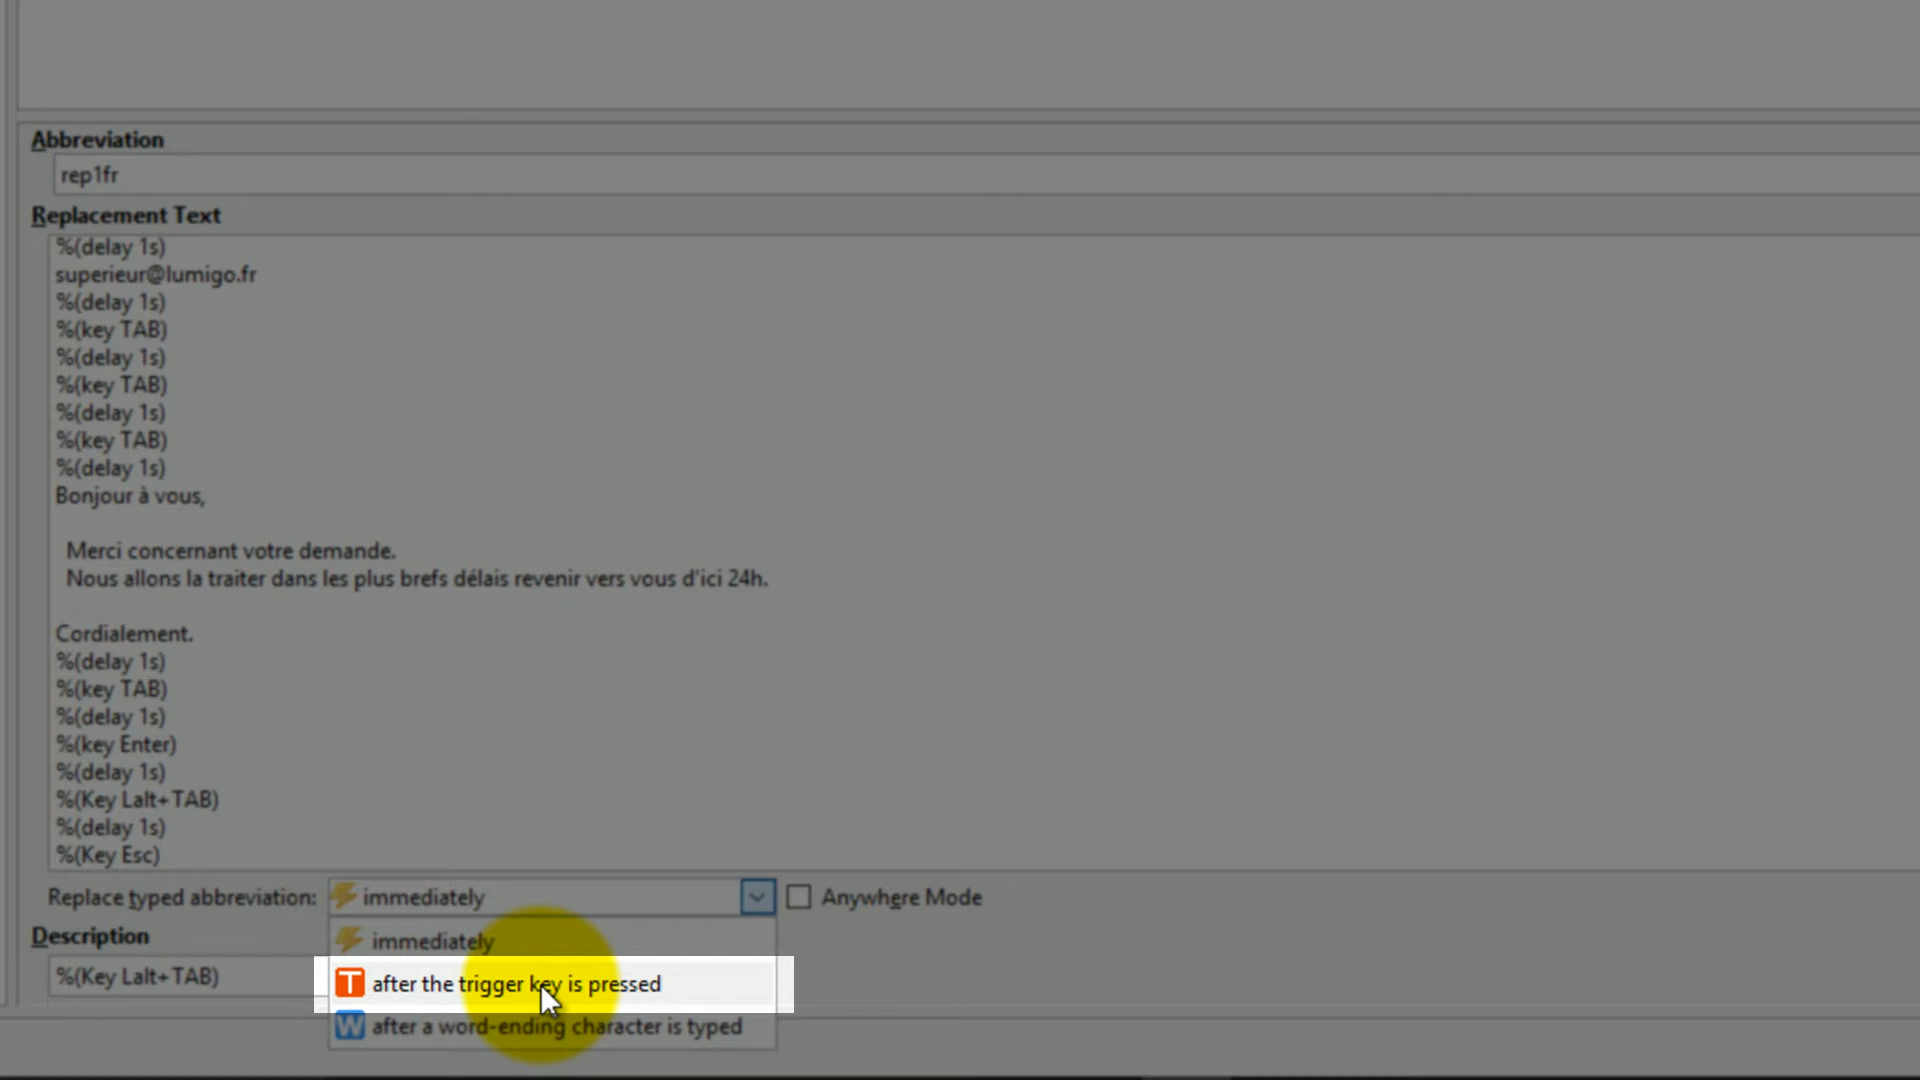 Abbreviation
rep1fr
Replacement Text
%(delay 1s)
superieur@lumigo.fr
%(delay 1s)
%(key TAB)
%(delay 1s)
%(key TAB)
%(delay 1s)
%(key TAB)
%(delay 1s)
Bonjour à vous,
Merci concernant votre demande.
Nous allons la traiter dans les plus brefs délais revenir vers vous d'ici 24h.
Cordialement.
%(delay 1s)
%(key TAB)
%(delay 1s)
%(key Enter)
%(delay 1s)
%(Key Lalt+TAB)
%(delay 1s)
%(Key Esc)
Replace typed abbreviation: immediately Anywhere Mode
immediately
Description
T after the trigger key is pressed
%(Key Lalt+TAB)
W after a word-ending character is typed